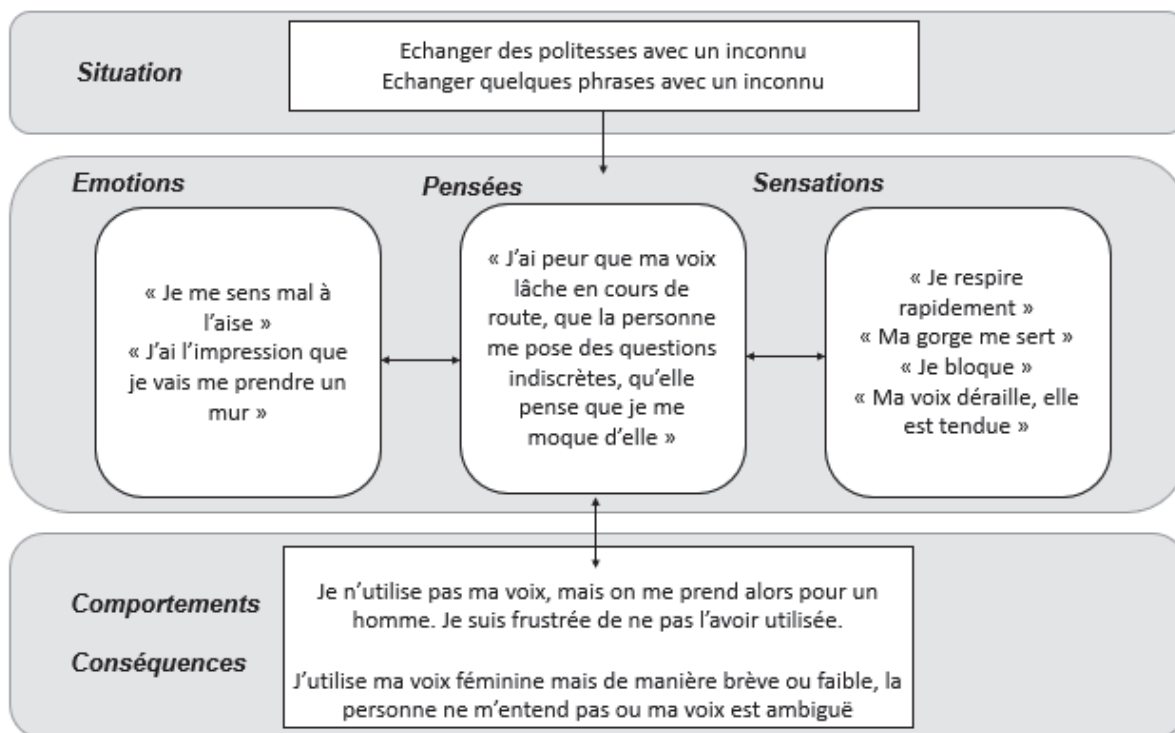 Situation
Echanger des politesses avec un inconnu
Echanger quelques phrases avec un inconnu
Emotions
Pensées
Sensations
« Je me sens mal à
l’aise »
« J’ai l’impression que
je vais me prendre un
mur »
« J’ai peur que ma voix
lâche en cours de
route, que la personne
me pose des questions
indiscrètes, qu’elle
pense que je me
moque d’elle »
« Je respire
rapidement »
« Ma gorge me sert »
« Je bloque »
« Ma voix déraille, elle
est tendue »
Comportements
Conséquences
Je n’utilise pas ma voix, mais on me prend alors pour un
homme. Je suis frustrée de ne pas l’avoir utilisée.
J’utilise ma voix féminine mais de manière brève ou faible, la
personne ne m’entend pas ou ma voix est ambiguë